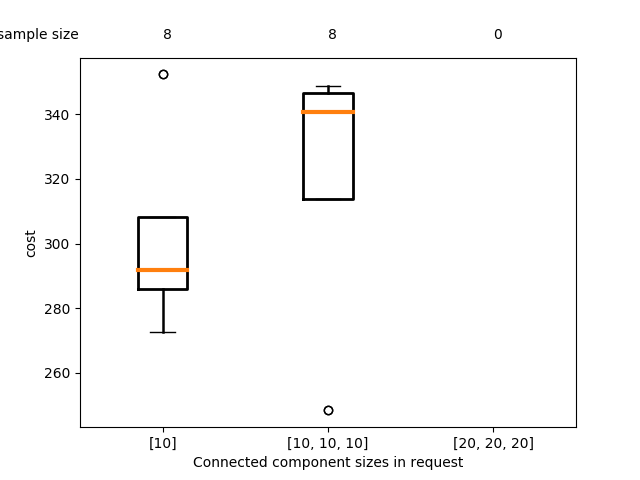 sample size 8 8 0
340
320
300
280
260
cost
[10] [10, 10, 10] [20, 20, 20]
Connected component sizes in request